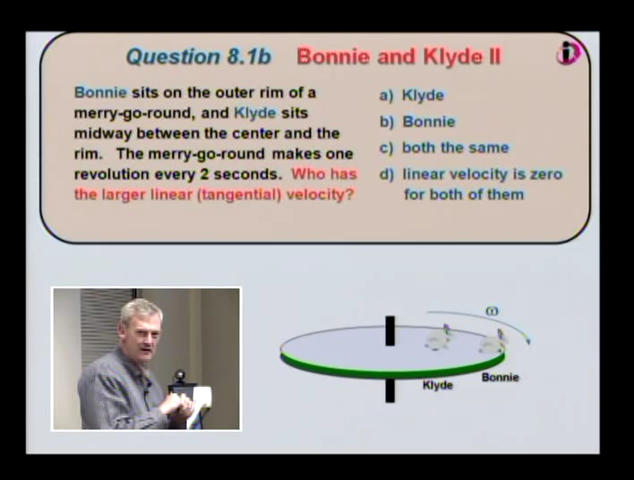 Question 8.1b Bonnie and Klyde II
Bonnie sits on the outer rim of a
merry-go-round, and Klyde sits
midway between the center and the
rim. The merry-go-round makes one
revolution every 2 seconds. Who has
the larger linear (tangential) velocity?
a) Klyde
b) Bonnie
c) both the same
d) linear velocity is zero
for both of them
ω
Klyde
Bonnie